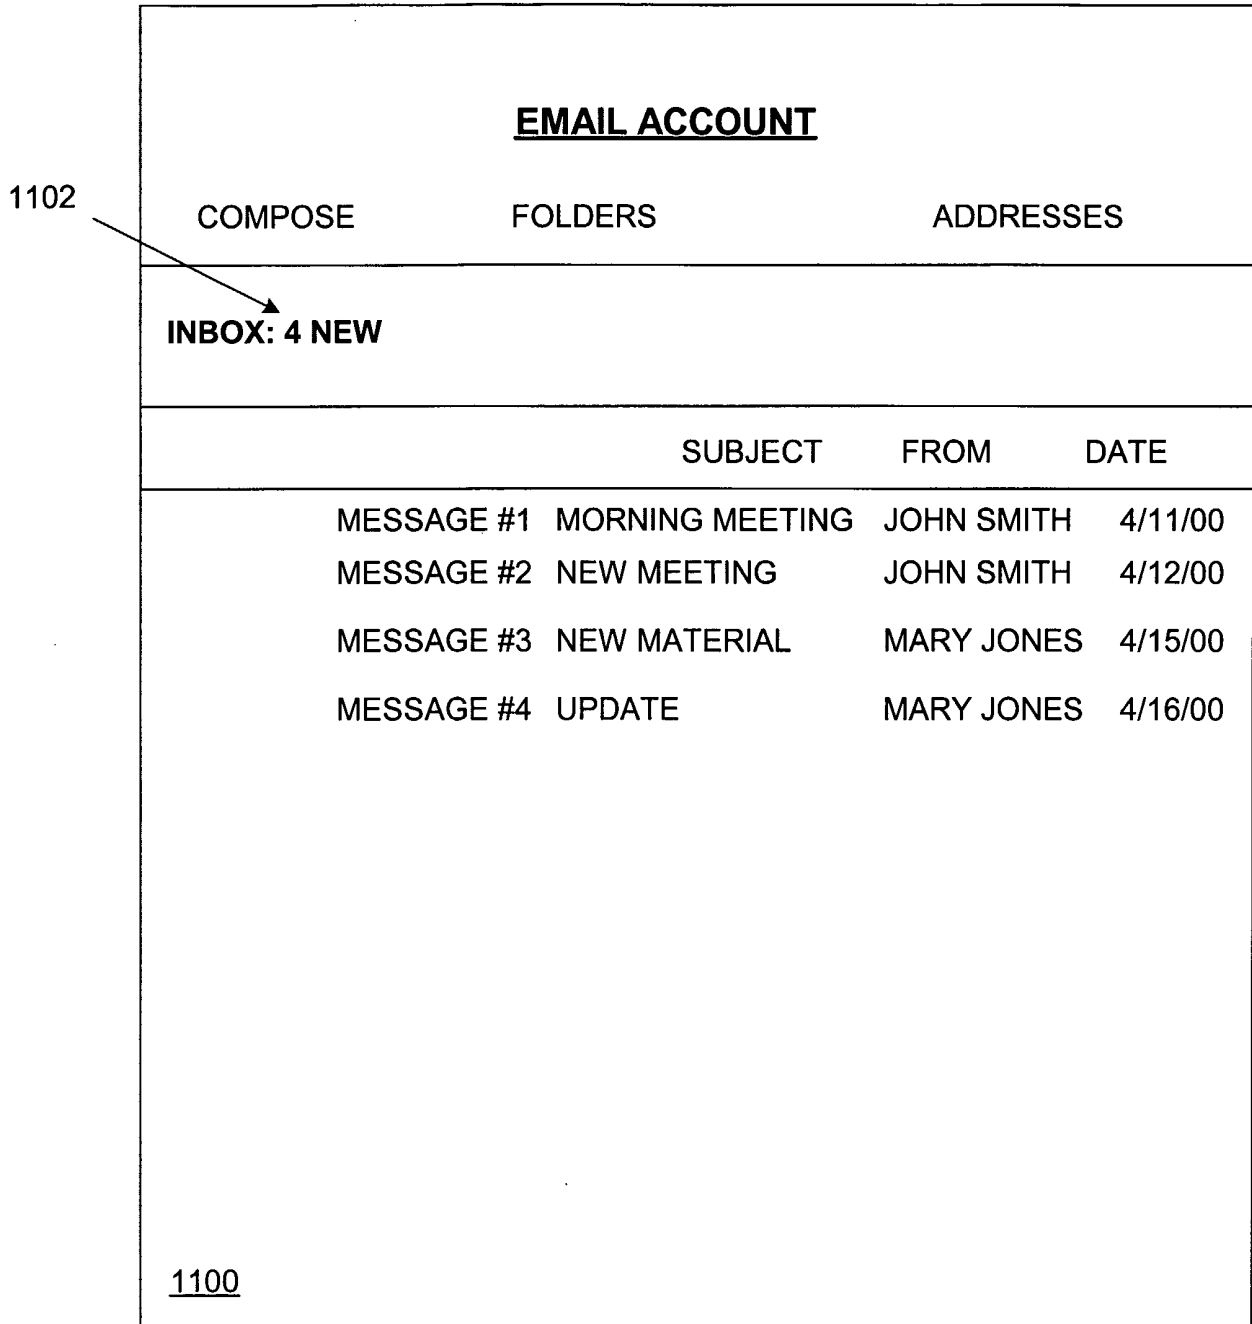 EMAIL ACCOUNT
1102
COMPOSE FOLDERS ADDRESSES
INBOX: 4 NEW
SUBJECT FROM DATE
MESSAGE #1 MORNING MEETING JOHN SMITH 4/11/00
MESSAGE #2 NEW MEETING JOHN SMITH 4/12/00
MESSAGE #3 NEW MATERIAL MARY JONES 4/15/00
MESSAGE #4 UPDATE MARY JONES 4/16/00
1100